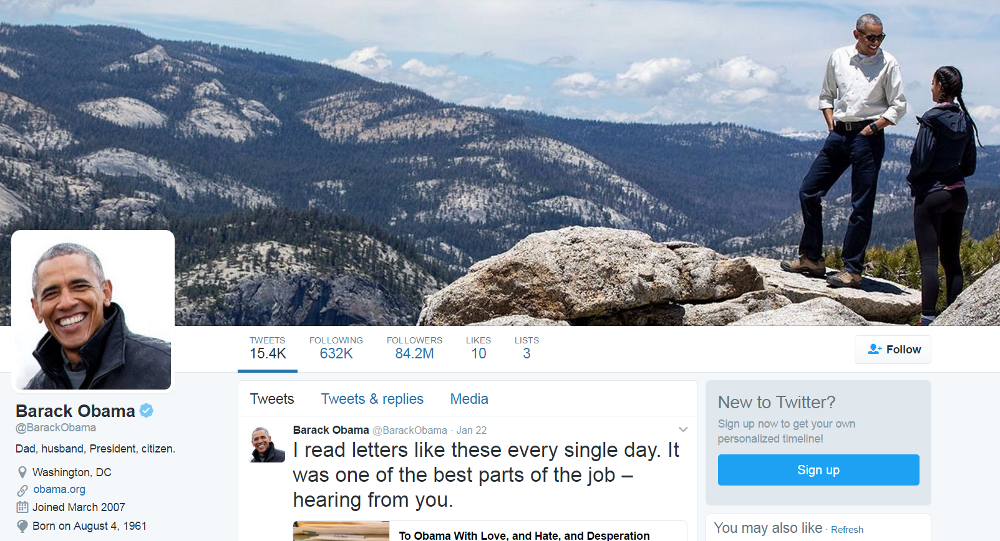 TWEETS
15.4K
FOLLOWING
632K
FOLLOWERS
84.2M
LIKES
10
LISTS
3
Follow
Barack Obama
@BarackObama
Dad, husband, President, citizen.
Washington, DC
obama.org
Joined March 2007
Born on August 4, 1961
Tweets Tweets & replies Media
Barack Obama @BarackObama · Jan 22
I read letters like these every single day. It
was one of the best parts of the job –
hearing from you.
To Obama With Love, and Hate, and Desperation
New to Twitter?
Sign up now to get your own
personalized timeline!
Sign up
You may also like · Refresh